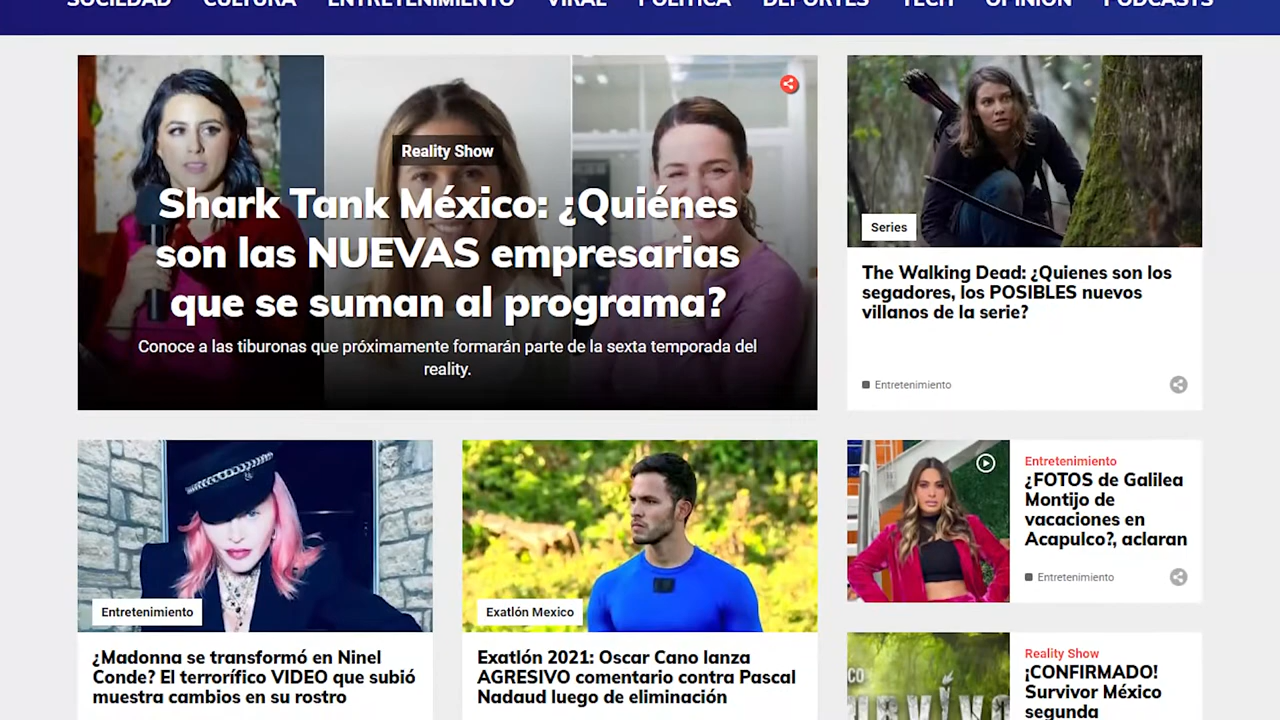 SOCIEDAD CULTURA ENTRETENIMIENTO VIRAL POLÍTICA DEPORTES TECH OPINIÓN PODCASTS
Reality Show
Shark Tank México: ¿Quiénes
son las NUEVAS empresarias
que se suman al programa?
Conoce a las tiburonas que próximamente formarán parte de la sexta temporada del
reality.
Series
The Walking Dead: ¿Quienes son los
segadores, los POSIBLES nuevos
villanos de la serie?
Entretenimiento
Entretenimiento
¿Madonna se transformó en Ninel
Conde? El terrorífico VIDEO que subió
muestra cambios en su rostro
Exatlón Mexico
Exatlón 2021: Oscar Cano lanza
AGRESIVO comentario contra Pascal
Nadaud luego de eliminación
Entretenimiento
¿FOTOS de Galilea
Montijo de
vacaciones en
Acapulco?, aclaran
Entretenimiento
Reality Show
¡CONFIRMADO!
Survivor México
segunda